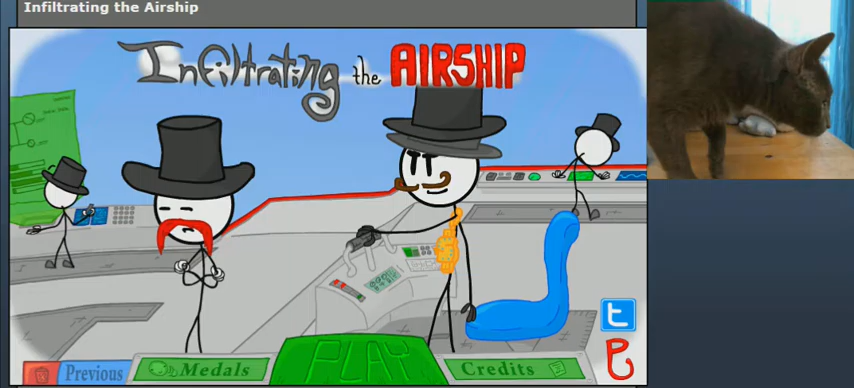 Infiltrating the Airship
Infiltrating the AIRSHIP
Previous
Medals
PLAY
Credits
t